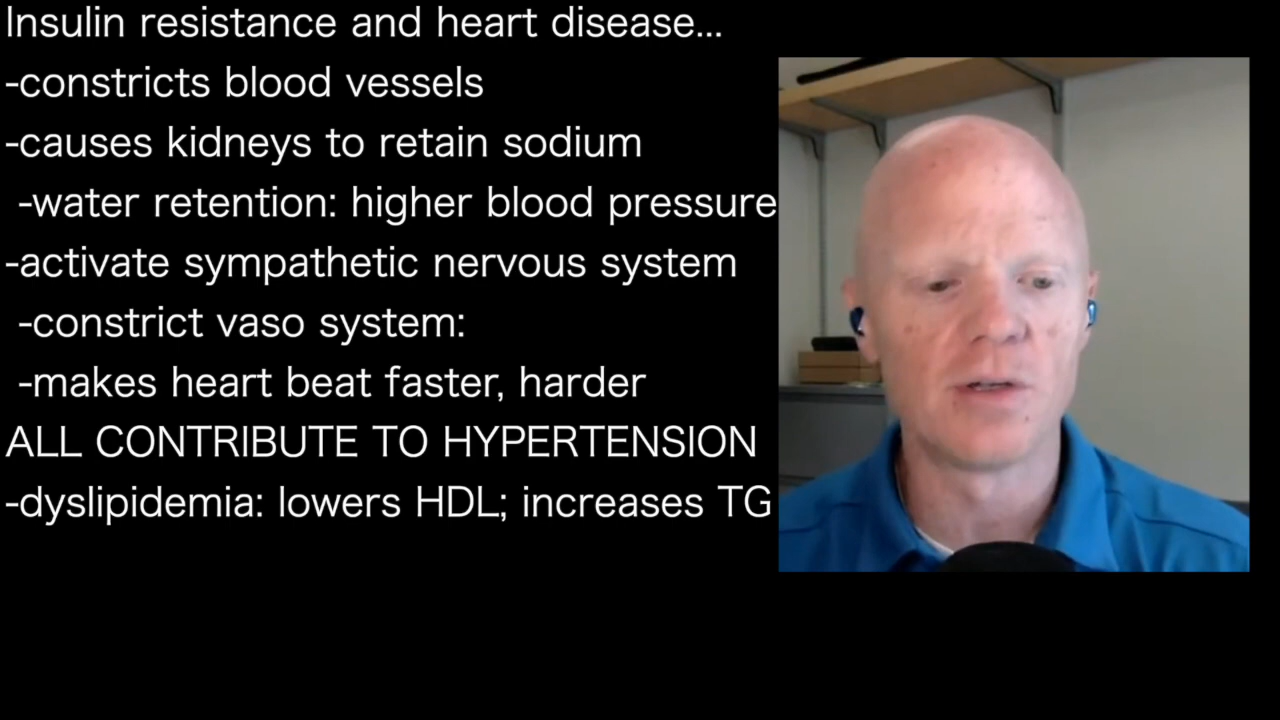 Insulin resistance and heart disease...
-constricts blood vessels
-causes kidneys to retain sodium
-water retention: higher blood pressure
-activate sympathetic nervous system
-constrict vaso system:
-makes heart beat faster, harder
ALL CONTRIBUTE TO HYPERTENSION
-dyslipidemia: lowers HDL; increases TG